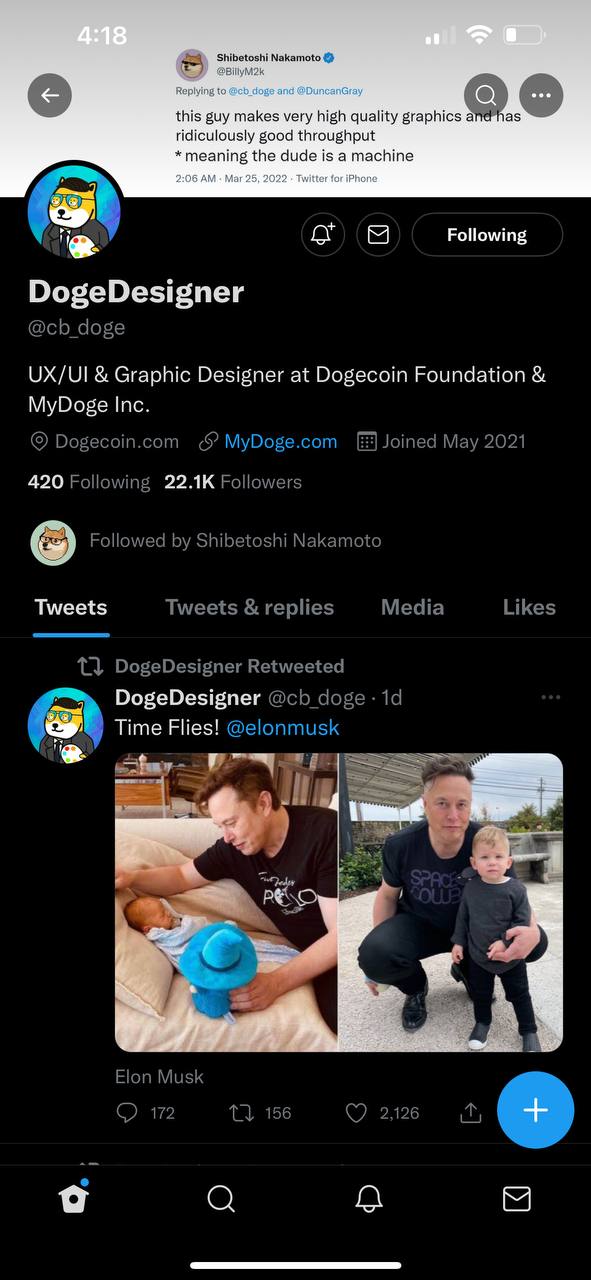 4:18
Shibetoshi Nakamoto
@BillyM2k
Replying to @cb_doge and @DuncanGray
this guy makes very high quality graphics and has
ridiculously good throughput
* meaning the dude is a machine
2:06 AM · Mar 25, 2022 · Twitter for iPhone
Following
DogeDesigner
@cb_doge
UX/UI & Graphic Designer at Dogecoin Foundation &
MyDoge Inc.
Dogecoin.com MyDoge.com Joined May 2021
420 Following 22.1K Followers
Followed by Shibetoshi Nakamoto
Tweets Tweets & replies Media Likes
DogeDesigner Retweeted
DogeDesigner @cb_doge · 1d
Time Flies! @elonmusk
Elon Musk
172 156 2,126